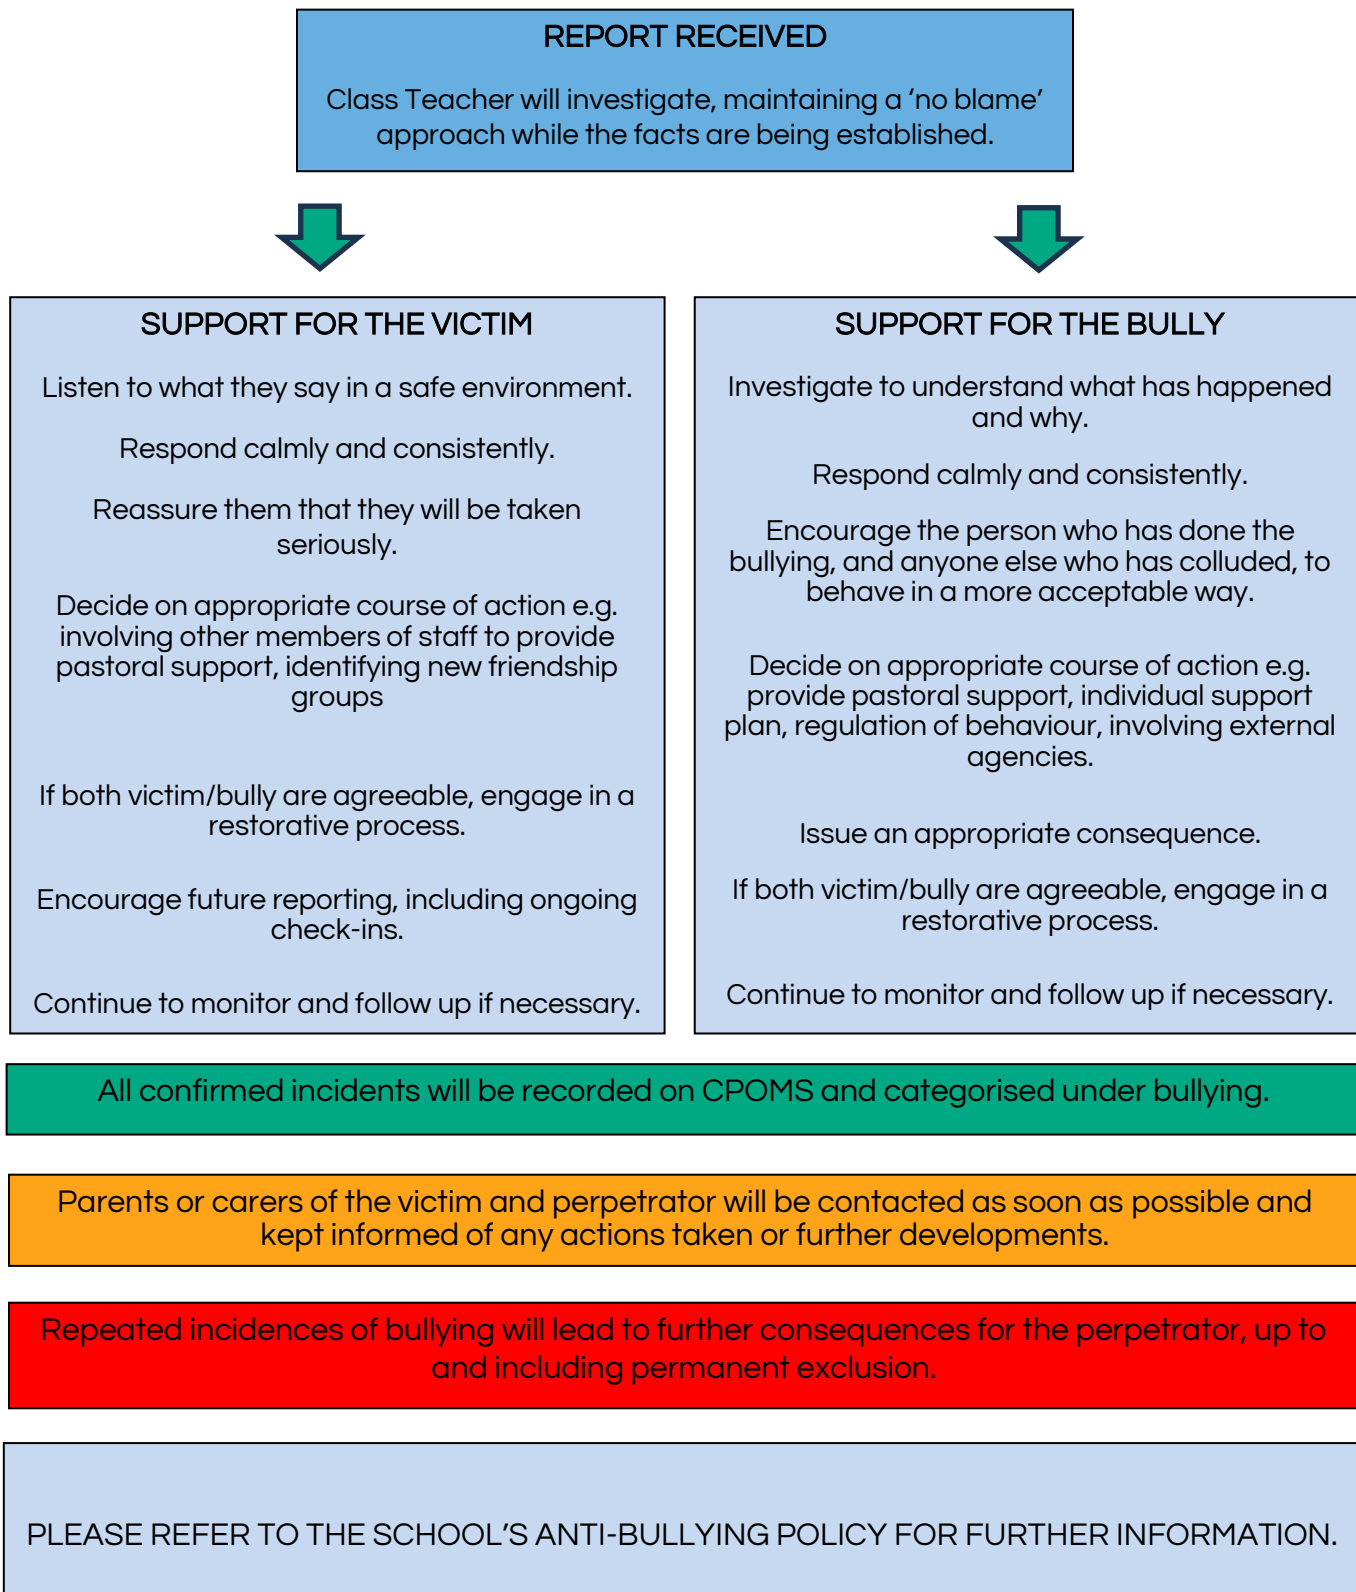 REPORT RECEIVED
Class Teacher will investigate, maintaining a ‘no blame’
approach while the facts are being established.
SUPPORT FOR THE VICTIM
Listen to what they say in a safe environment.
Respond calmly and consistently.
Reassure them that they will be taken
seriously.
Decide on appropriate course of action e.g.
involving other members of staff to provide
pastoral support, identifying new friendship
groups
If both victim/bully are agreeable, engage in a
restorative process.
Encourage future reporting, including ongoing
check-ins.
Continue to monitor and follow up if necessary.
SUPPORT FOR THE BULLY
Investigate to understand what has happened
and why.
Respond calmly and consistently.
Encourage the person who has done the
bullying, and anyone else who has colluded, to
behave in a more acceptable way.
Decide on appropriate course of action e.g.
provide pastoral support, individual support
plan, regulation of behaviour, involving external
agencies.
Issue an appropriate consequence.
If both victim/bully are agreeable, engage in a
restorative process.
Continue to monitor and follow up if necessary.
All confirmed incidents will be recorded on CPOMS and categorised under bullying.
Parents or carers of the victim and perpetrator will be contacted as soon as possible and
kept informed of any actions taken or further developments.
Repeated incidences of bullying will lead to further consequences for the perpetrator, up to
and including permanent exclusion.
PLEASE REFER TO THE SCHOOL’S ANTI-BULLYING POLICY FOR FURTHER INFORMATION.